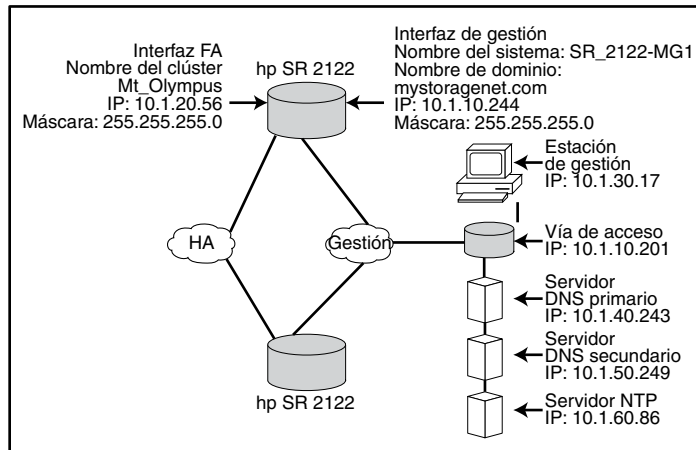 Interfaz FA
Nombre del clúster
Mt_Olympus
IP: 10.1.20.56
Máscara: 255.255.255.0
hp SR 2122
Interfaz de gestión
Nombre del sistema: SR_2122-MG1
Nombre de dominio:
mystoragenet.com
IP: 10.1.10.244
Máscara: 255.255.255.0
Estación
de gestión
IP: 10.1.30.17
HA
Gestión
Vía de acceso
IP: 10.1.10.201
Servidor
DNS primario
IP: 10.1.40.243
Servidor
DNS secundario
IP: 10.1.50.249
hp SR 2122
Servidor NTP
IP: 10.1.60.86